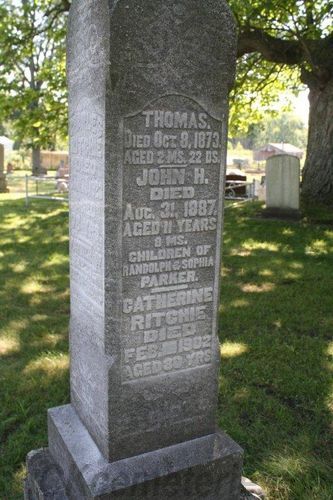 THOMAS.
DIED OCT. 8, 1873.
AGED 2 MS. 22 DS.
JOHN H.
DIED
AUG. 31, 1887.
AGED 11 YEARS
8 MS.
CHILDREN OF
RANDOLPH & SOPHIA
PARKER.
CATHERINE
RITCHIE
DIED
FEB. 1902
AGED YRS.